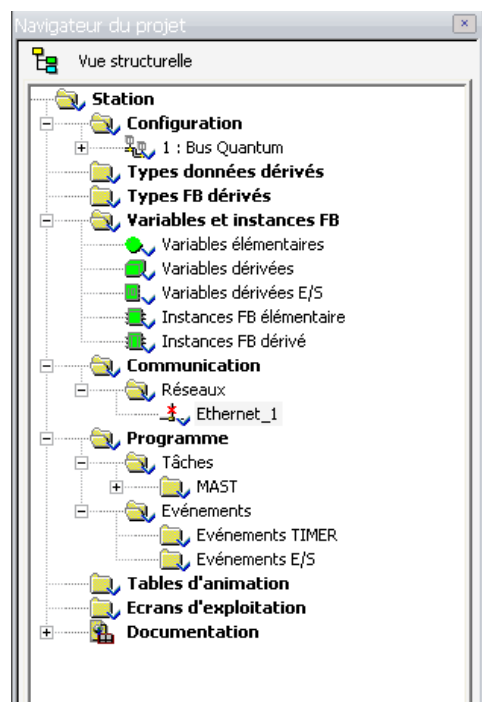 Navigateur du projet
Vue structurelle
Station
Configuration
1 : Bus Quantum
Types données dérivés
Types FB dérivés
Variables et instances FB
Variables élémentaires
Variables dérivées
Variables dérivées E/S
Instances FB élémentaire
Instances FB dérivé
Communication
Réseaux
Ethernet_1
Programme
Tâches
MAST
Evénements
Evénements TIMER
Evénements E/S
Tables d'animation
Ecrans d'exploitation
Documentation